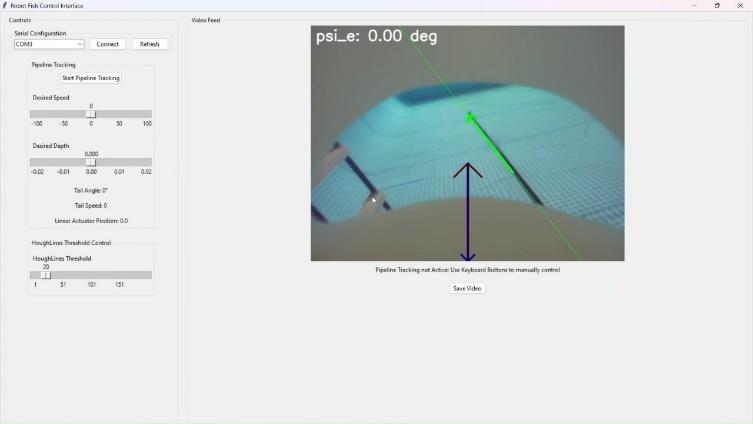 Robot Fish Control Interface
Controls
Serial Configuration
COM3
Connect
Refresh
Pipeline Tracking
Start Pipeline Tracking
Desired Speed
0
-100 -50 0 50 100
Desired Depth
0.000
-0.02 -0.01 0.00 0.01 0.02
Tail Angle: 0°
Tail Speed: 0
Linear Actuator Position: 0.0
HoughLines Threshold Control
HoughLines Threshold
20
1 51 101 151
Video Feed
psi_e: 0.00 deg
Pipeline Tracking not Active: Use Keyboard Buttons to manually control
Save Video